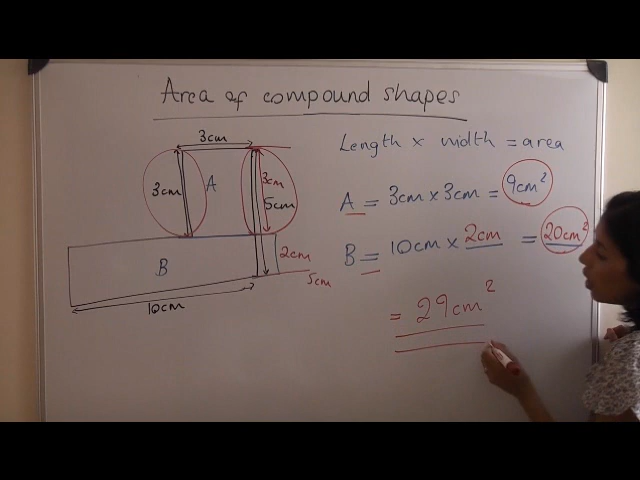 Area of compound shapes
3cm
3cm
A
3cm
5cm
B
2cm
5cm
10cm
Length x width = area
A = 3cm x 3cm = 9cm²
B = 10cm x 2cm = 20cm²
= 29cm²